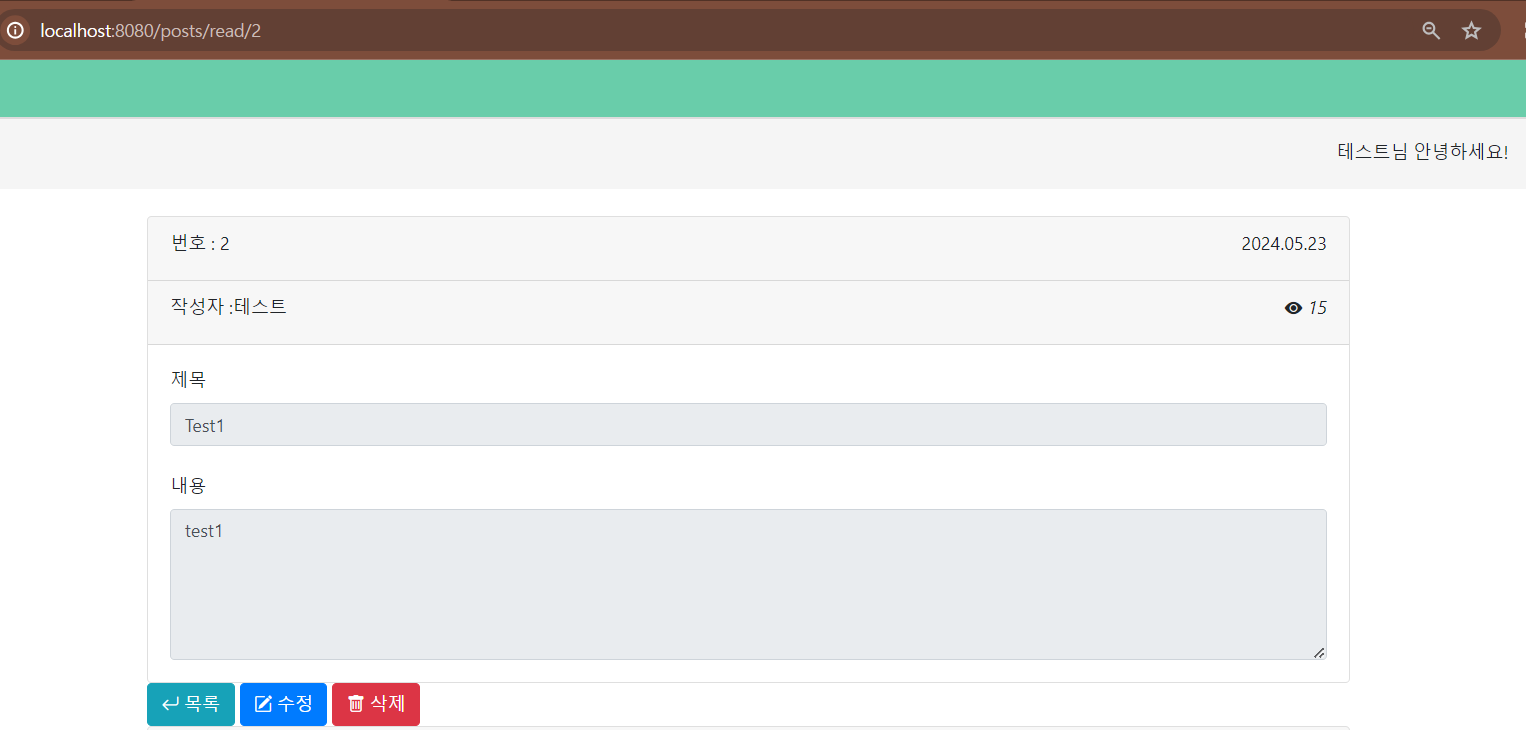 localhost:8080/posts/read/2
테스트님 안녕하세요!
번호 : 2 2024.05.23
작성자 :테스트 15
제목
Test1
내용
test1
목록 수정 삭제